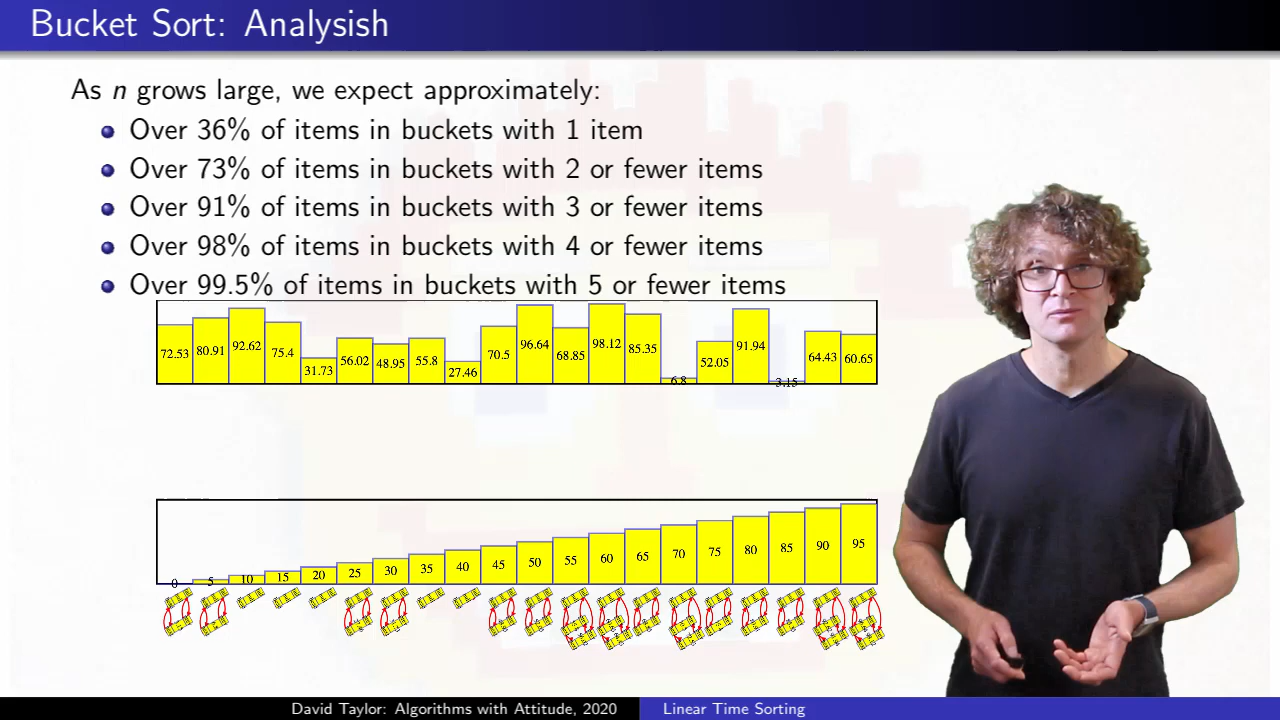 Bucket Sort: Analysish
As n grows large, we expect approximately:
Over 36% of items in buckets with 1 item
Over 73% of items in buckets with 2 or fewer items
Over 91% of items in buckets with 3 or fewer items
Over 98% of items in buckets with 4 or fewer items
Over 99.5% of items in buckets with 5 or fewer items
72.53 80.91 92.62 75.4 31.73 56.02 48.95 55.8 27.46 70.5 96.64 68.85 98.12 85.35 6.8 52.05 91.94 3.15 64.43 60.65
0 5 10 15 20 25 30 35 40 45 50 55 60 65 70 75 80 85 90 95
David Taylor: Algorithms with Attitude, 2020 Linear Time Sorting